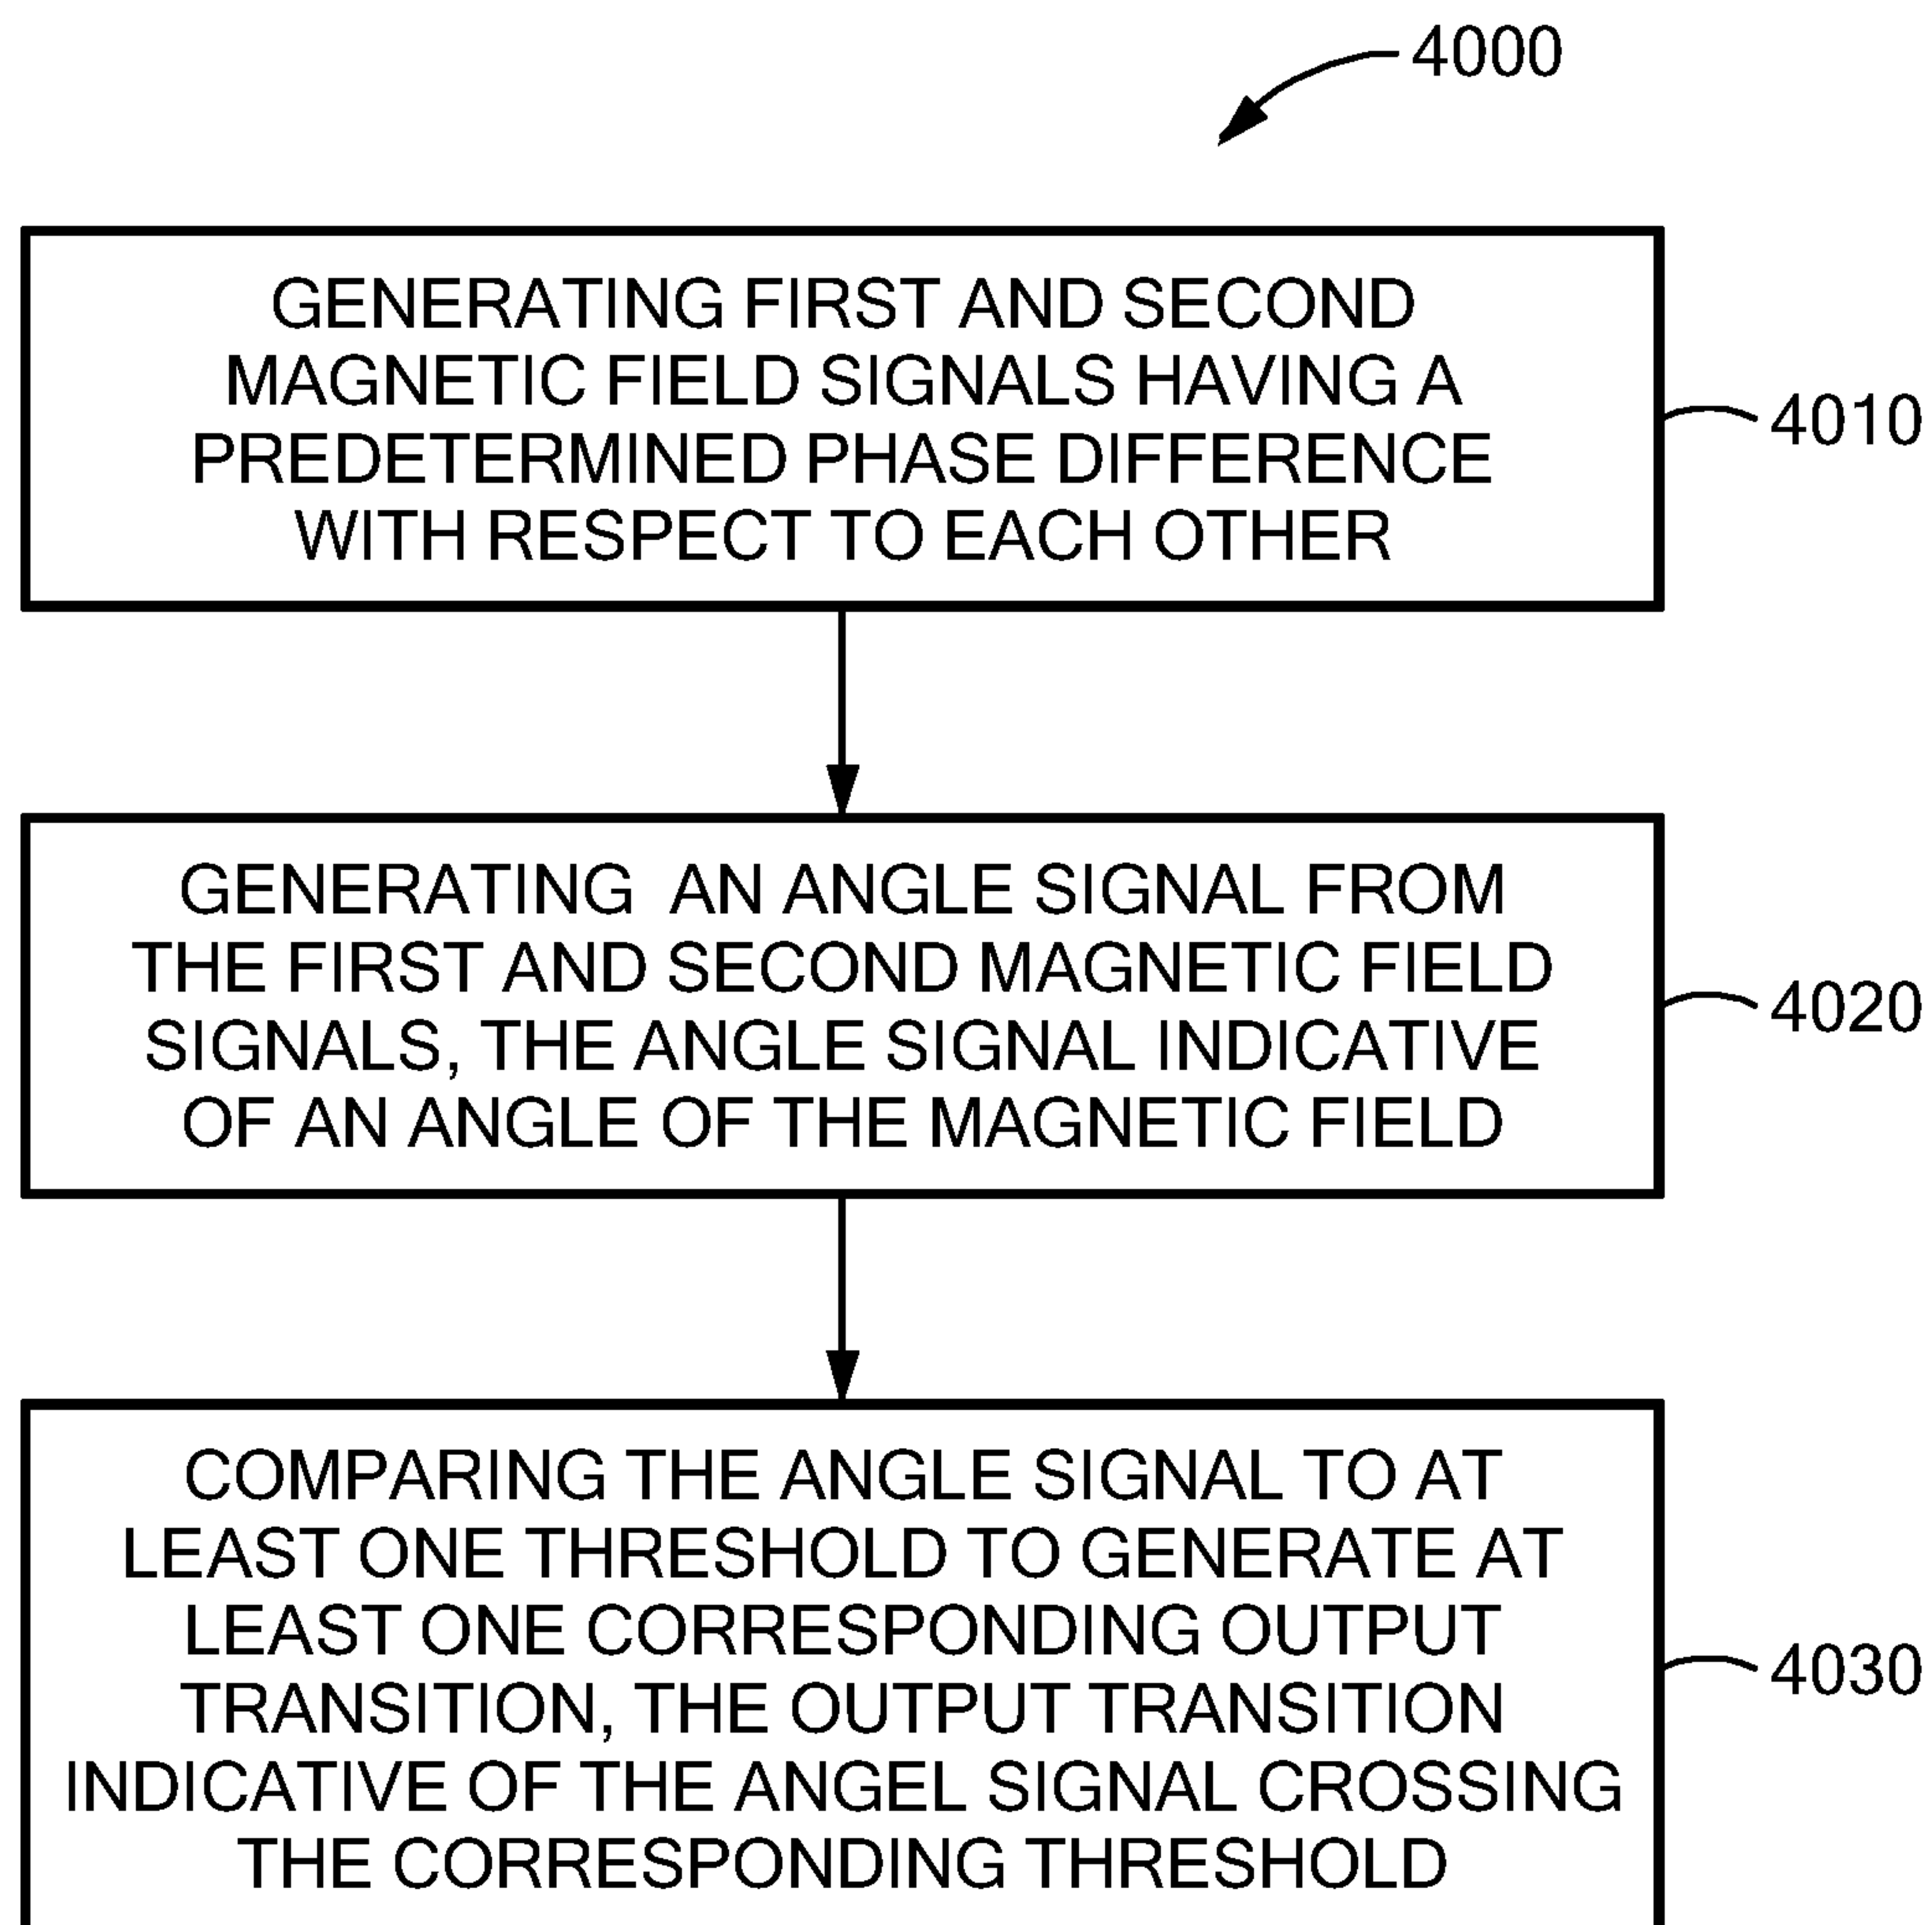 4000
GENERATING FIRST AND SECOND
MAGNETIC FIELD SIGNALS HAVING A
PREDETERMINED PHASE DIFFERENCE
WITH RESPECT TO EACH OTHER
4010
GENERATING AN ANGLE SIGNAL FROM
THE FIRST AND SECOND MAGNETIC FIELD
SIGNALS, THE ANGLE SIGNAL INDICATIVE
OF AN ANGLE OF THE MAGNETIC FIELD
4020
COMPARING THE ANGLE SIGNAL TO AT
LEAST ONE THRESHOLD TO GENERATE AT
LEAST ONE CORRESPONDING OUTPUT
TRANSITION, THE OUTPUT TRANSITION
INDICATIVE OF THE ANGEL SIGNAL CROSSING
THE CORRESPONDING THRESHOLD
4030